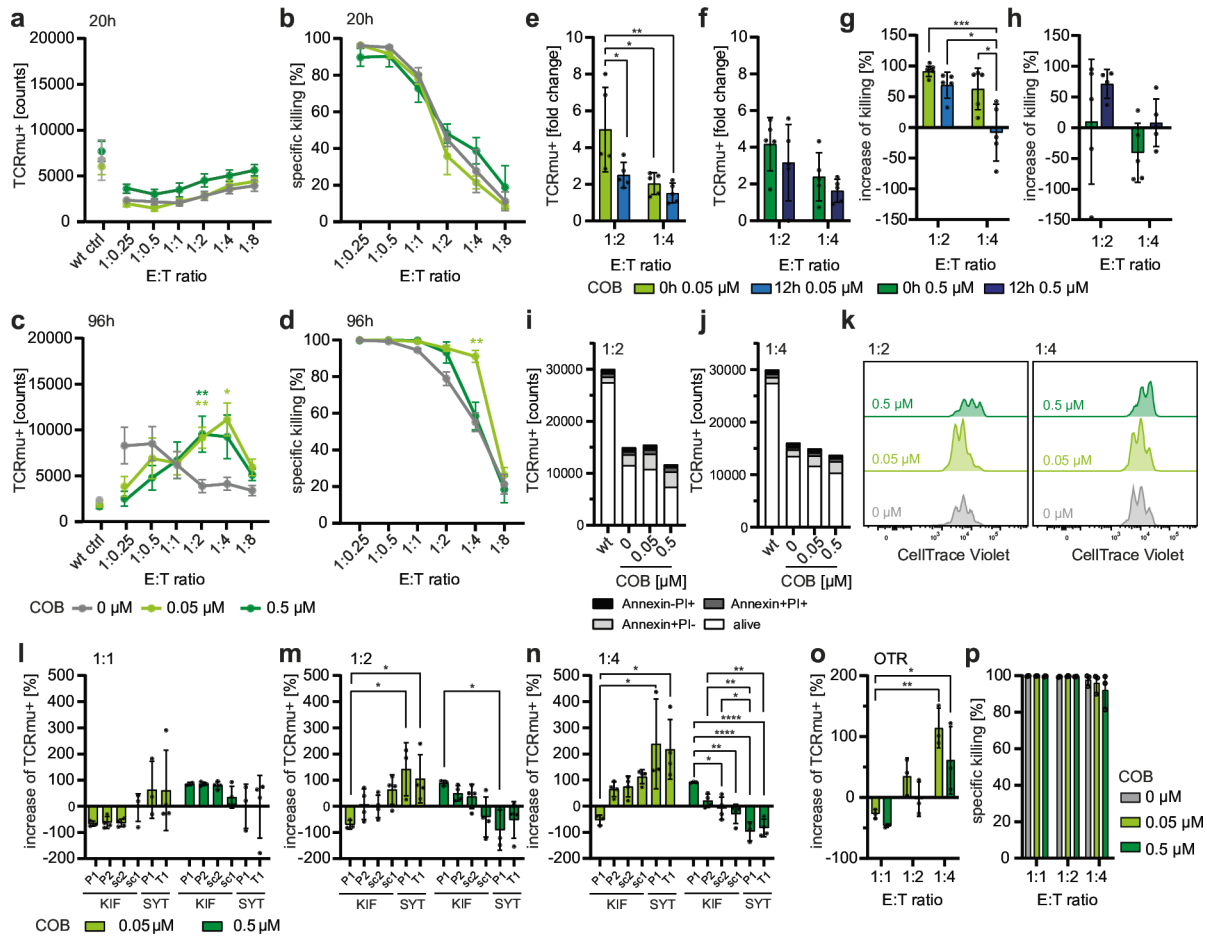 a
20h
TCRmu+ [counts]
20000
15000
10000
5000
0
wt ctrl
1:0.25
1:0.5
1:1
1:2
1:4
1:8
E:T ratio
b
20h
specific killing [%]
100
80
60
40
20
0
1:0.25
1:0.5
1:1
1:2
1:4
1:8
E:T ratio
e
TCRmu+ [fold change]
10
8
6
4
2
0
**
*
*
1:2
1:4
E:T ratio
f
TCRmu+ [fold change]
10
8
6
4
2
0
1:2
1:4
E:T ratio
g
increase of killing [%]
150
100
50
0
-50
-100
-150
***
*
*
1:2
1:4
E:T ratio
h
increase of killing [%]
150
100
50
0
-50
-100
-150
1:2
1:4
E:T ratio
COB 0h 0.05 µM 12h 0.05 µM 0h 0.5 µM 12h 0.5 µM
c
96h
TCRmu+ [counts]
20000
15000
10000
5000
0
**
**
*
wt ctrl
1:0.25
1:0.5
1:1
1:2
1:4
1:8
E:T ratio
d
96h
specific killing [%]
100
80
60
40
20
0
**
1:0.25
1:0.5
1:1
1:2
1:4
1:8
E:T ratio
COB 0 µM 0.05 µM 0.5 µM
i
1:2
TCRmu+ [counts]
30000
20000
10000
0
wt
0
0.05
0.5
COB [µM]
j
1:4
TCRmu+ [counts]
30000
20000
10000
0
wt
0
0.05
0.5
COB [µM]
Annexin-PI+ Annexin+PI+
Annexin+PI- alive
k
1:2
0.5 µM
0.05 µM
0 µM
0 10³ 10⁴ 10⁵
CellTrace Violet
1:4
0.5 µM
0.05 µM
0 µM
0 10³ 10⁴ 10⁵
CellTrace Violet
l
1:1
increase of TCRmu+ [%]
500
400
300
200
100
0
-100
-200
P1 P2 sc2 sc1 P1 T1 P1 P2 sc2 sc1 P1 T1
KIF SYT KIF SYT
m
1:2
increase of TCRmu+ [%]
500
400
300
200
100
0
-100
-200
*
*
*
P1 P2 sc2 sc1 P1 T1 P1 P2 sc2 sc1 P1 T1
KIF SYT KIF SYT
n
1:4
increase of TCRmu+ [%]
500
400
300
200
100
0
-100
-200
*
*
**
**
*
****
****
**
*
P1 P2 sc2 sc1 P1 T1 P1 P2 sc2 sc1 P1 T1
KIF SYT KIF SYT
COB 0.05 µM 0.5 µM
o
OTR
increase of TCRmu+ [%]
200
100
0
-100
*
**
1:1
1:2
1:4
E:T ratio
p
specific killing [%]
100
80
60
40
20
0
1:1
1:2
1:4
E:T ratio
COB
0 µM
0.05 µM
0.5 µM